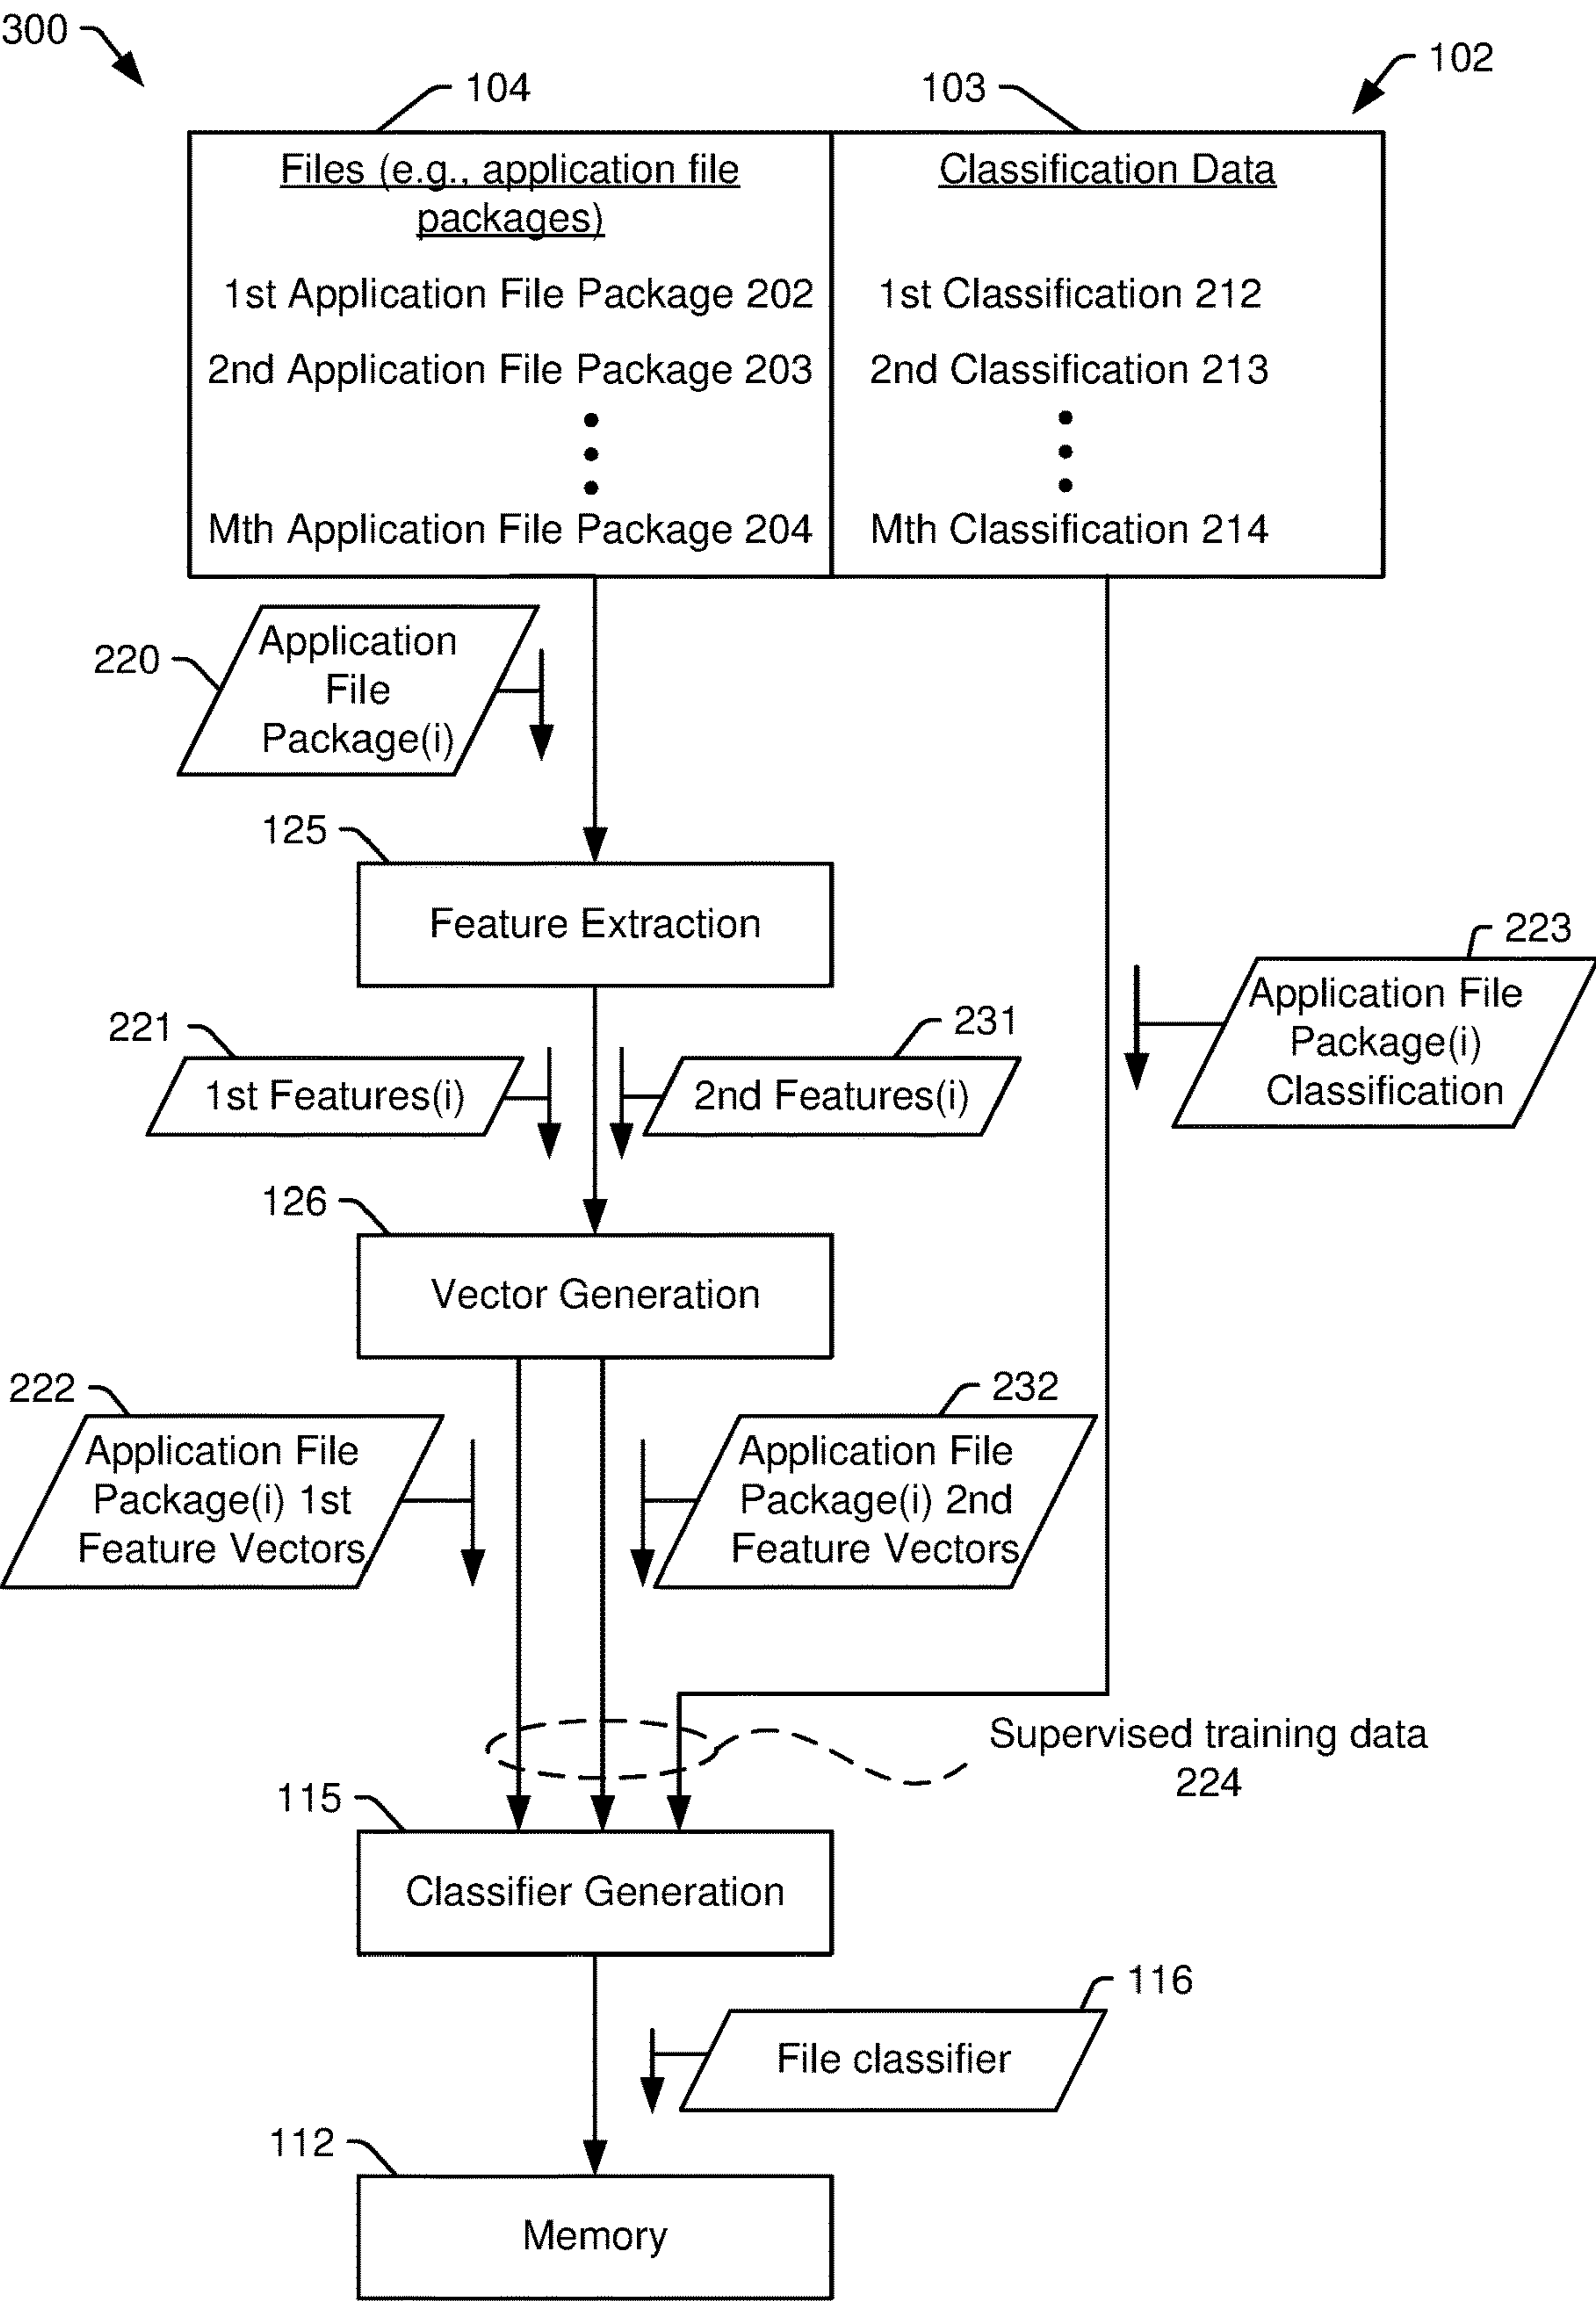 300
102
104
103
Files (e.g., application file
packages)
Classification Data
1st Application File Package 202
1st Classification 212
2nd Application File Package 203
2nd Classification 213
Mth Application File Package 204
Mth Classification 214
220
Application
File
Package(i)
125
Feature Extraction
223
Application File
Package(i)
Classification
221
1st Features(i)
231
2nd Features(i)
126
Vector Generation
222
Application File
Package(i) 1st
Feature Vectors
232
Application File
Package(i) 2nd
Feature Vectors
Supervised training data
224
115
Classifier Generation
116
File classifier
112
Memory